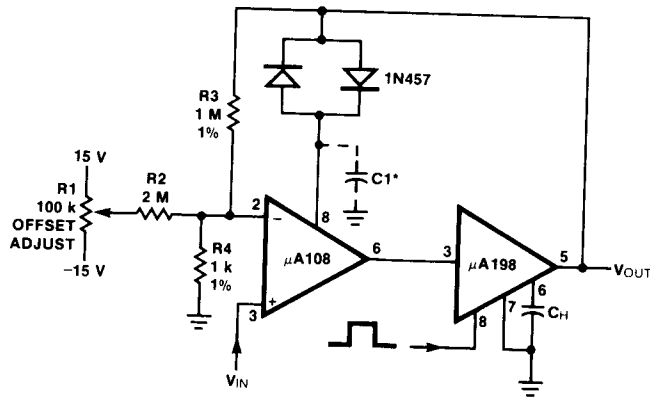 1N457
R3
1 M
1%
C1*
15 V
R1
100 k
OFFSET
ADJUST
−15 V
R2
2 M
R4
1 k
1%
2
−
8
μA108
6
+
3
VIN
3
μA198
5
VOUT
6
7
8
CH